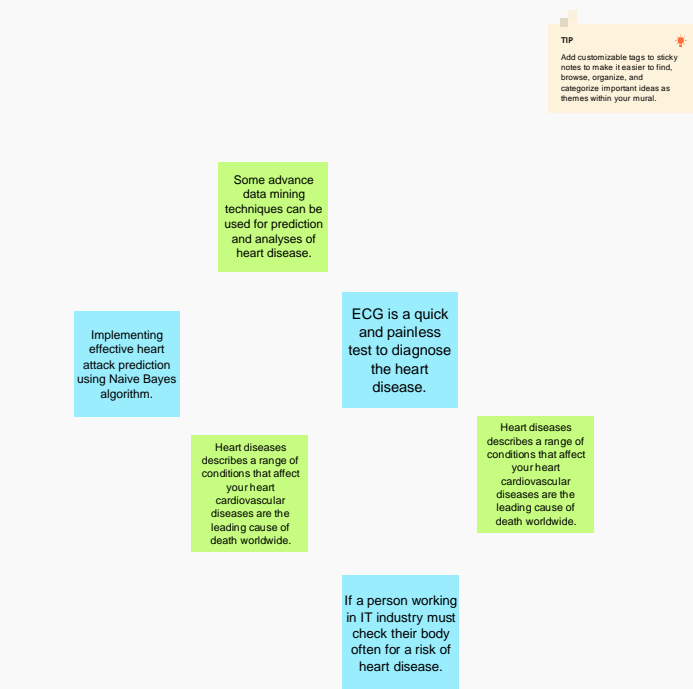 TIP
Add customizable tags to sticky
notes to make it easier to find,
browse, organize, and
categorize important ideas as
themes within your mural.
Some advance
data mining
techniques can be
used for prediction
and analyses of
heart disease.
ECG is a quick
and painless
test to diagnose
the heart
disease.
Implementing
effective heart
attack prediction
using Naive Bayes
algorithm.
Heart diseases
describes a range of
conditions that affect
your heart
cardiovascular
diseases are the
leading cause of
death worldwide.
Heart diseases
describes a range of
conditions that affect
your heart
cardiovascular
diseases are the
leading cause of
death worldwide.
If a person working
in IT industry must
check their body
often for a risk of
heart disease.